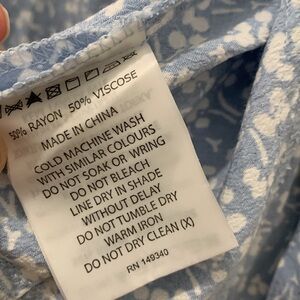 50% RAYON 50% VISCOSE
MADE IN CHINA
COLD MACHINE WASH
WITH SIMILAR COLOURS
DO NOT SOAK OR WRING
DO NOT BLEACH
LINE DRY IN SHADE
WITHOUT DELAY
DO NOT TUMBLE DRY
WARM IRON
DO NOT DRY CLEAN (X)
RN 149340